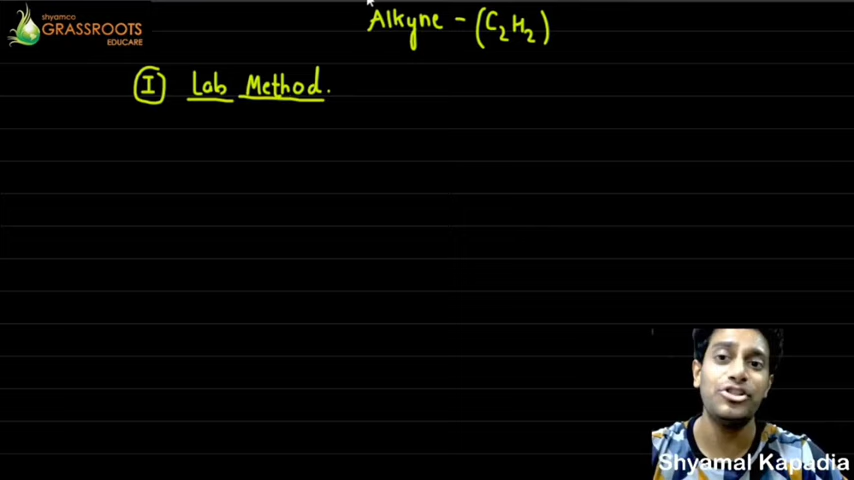 shyamco
GRASSROOTS
EDUCARE
Alkyne - (C₂H₂)
I Lab Method.
Shyamal Kapadia